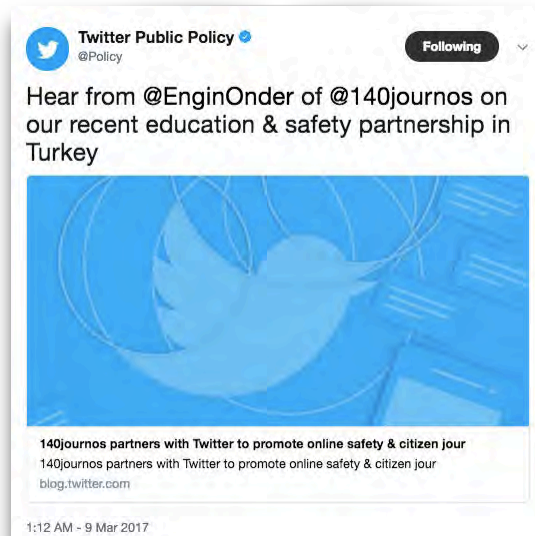 Twitter Public Policy
@Policy
Following
Hear from @EnginOnder of @140journos on
our recent education & safety partnership in
Turkey
140journos partners with Twitter to promote online safety & citizen jour
140journos partners with Twitter to promote online safety & citizen jour
blog.twitter.com
1:12 AM - 9 Mar 2017